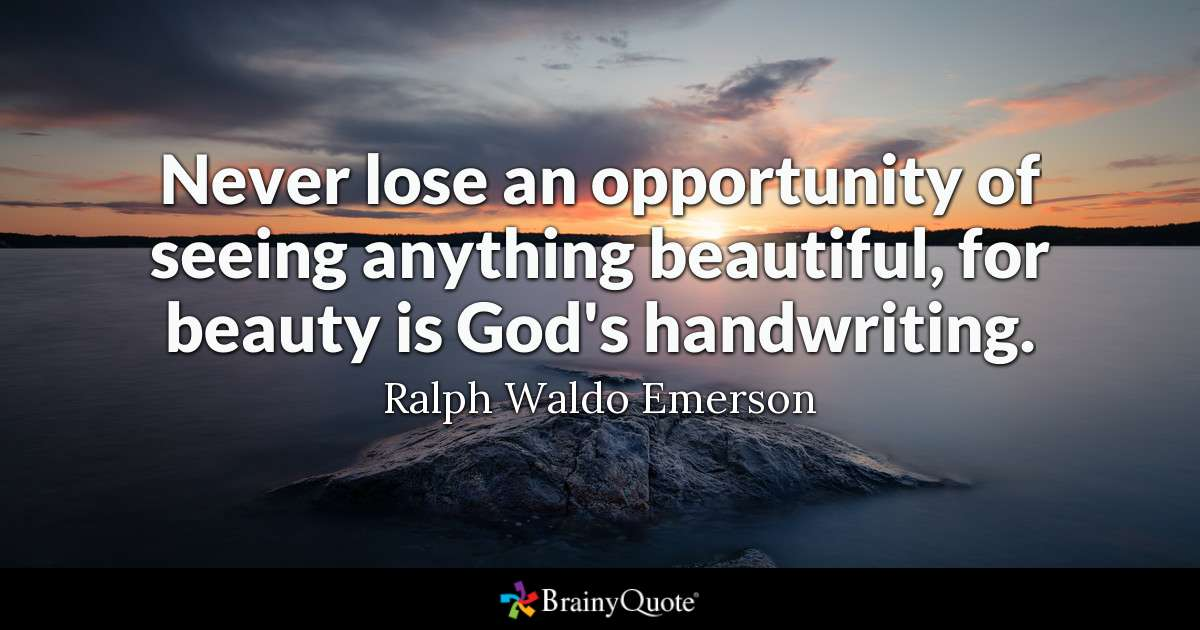 Never lose an opportunity of
seeing anything beautiful, for
beauty is God's handwriting.
Ralph Waldo Emerson
BrainyQuote®